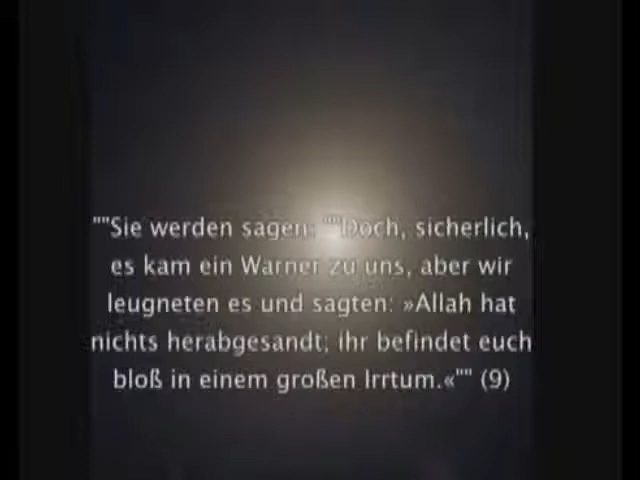 ""Sie werden sagen: ""Doch, sicherlich,
es kam ein Warner zu uns, aber wir
leugneten es und sagten: »Allah hat
nichts herabgesandt; ihr befindet euch
bloß in einem großen Irrtum.«"" (9)